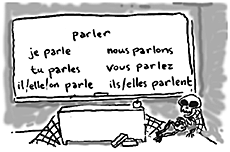 parler
je parle nous parlons
tu parles vous parlez
il/elle/on parle ils/elles parlent